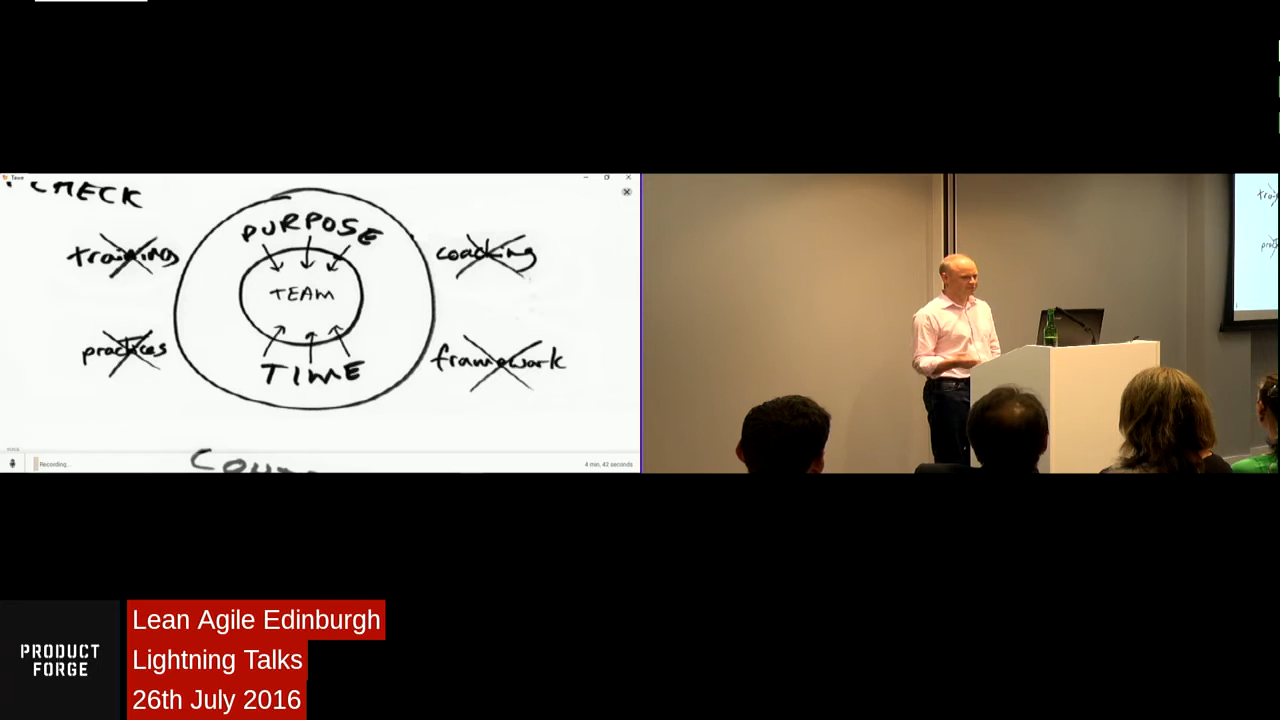 CHECK
training
PURPOSE
coaching
TEAM
practices
TIME
framework
Recording...
4 min, 42 seconds
PRODUCT
FORGE
Lean Agile Edinburgh
Lightning Talks
26th July 2016